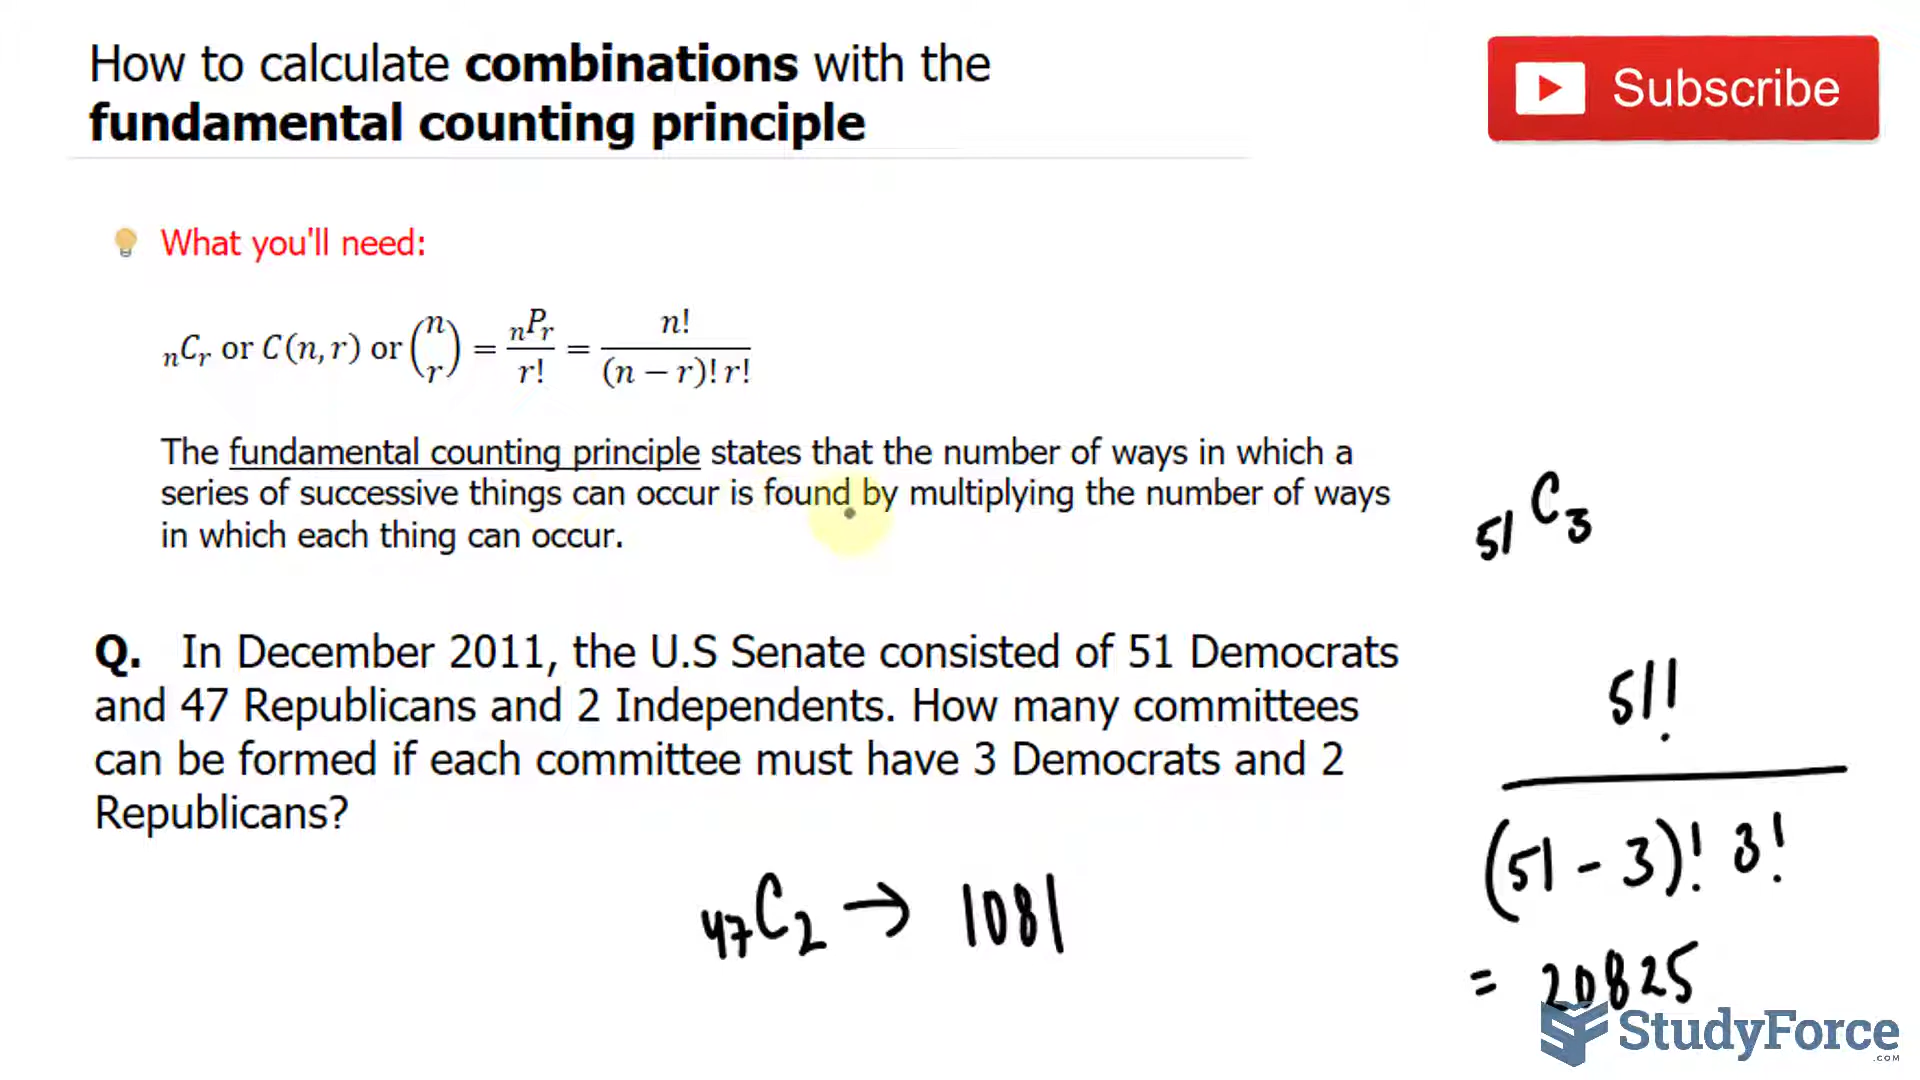 How to calculate combinations with the
fundamental counting principle
Subscribe
What you'll need:
nCr or C(n, r) or (n r) = nPr / r! = n! / (n − r)! r!
The fundamental counting principle states that the number of ways in which a
series of successive things can occur is found by multiplying the number of ways
in which each thing can occur.
51C3
Q. In December 2011, the U.S Senate consisted of 51 Democrats
and 47 Republicans and 2 Independents. How many committees
can be formed if each committee must have 3 Democrats and 2
Republicans?
51!
(51 - 3)! 3!
47C2 → 1081
= 20825
StudyForce
.COM